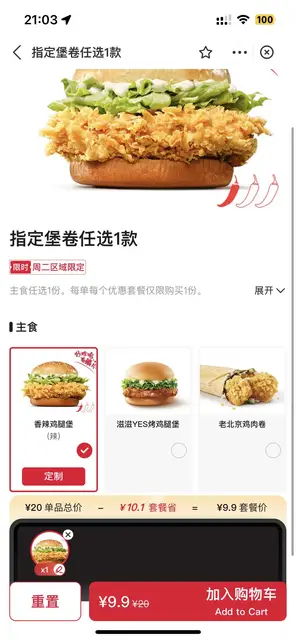 21:03
100
指定堡卷任选1款
指定堡卷任选1款
限时 周二区域限定
主食任选1份，每单每个优惠套餐仅限购买1份。
展开
主食
香辣鸡腿堡
（辣）
定制
滋滋YES烤鸡腿堡
老北京鸡肉卷
¥20 单品总价 － ¥10.1 套餐省 = ¥9.9 套餐价
x1
重置
¥9.9 ¥20
加入购物车
Add to Cart